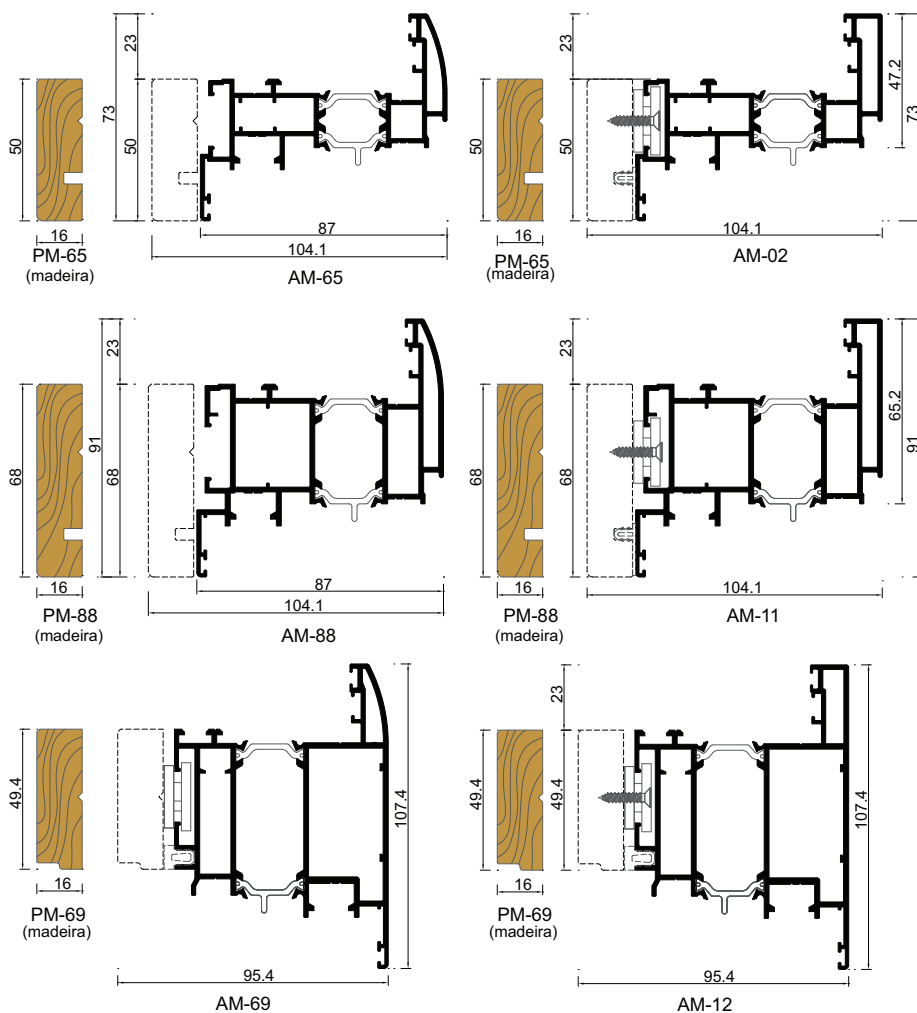 23
73
50
50
16
PM-65
(madeira)
87
104.1
AM-65
23
47.2
73
50
50
16
PM-65
(madeira)
104.1
AM-02
23
91
68
68
16
PM-88
(madeira)
87
104.1
AM-88
23
65.2
91
68
68
16
PM-88
(madeira)
104.1
AM-11
49.4
107.4
16
PM-69
(madeira)
95.4
AM-69
23
49.4
49.4
107.4
16
PM-69
(madeira)
95.4
AM-12